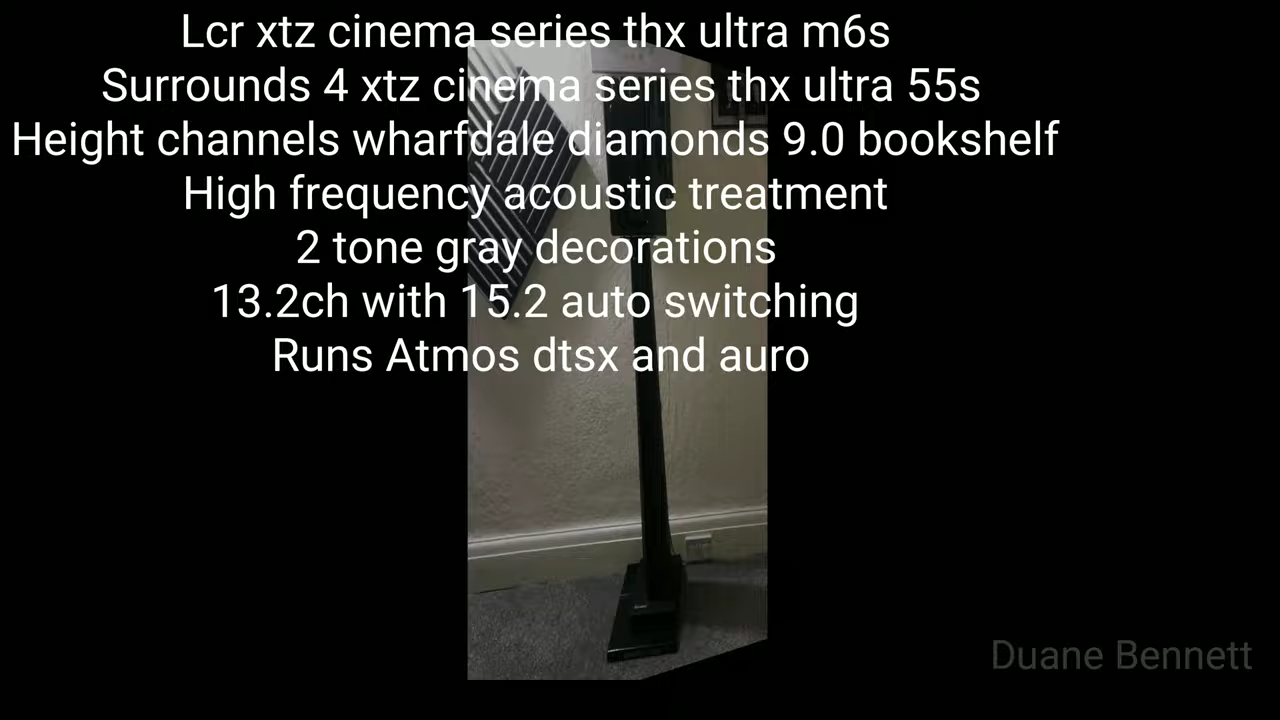 Lcr xtz cinema series thx ultra m6s
Surrounds 4 xtz cinema series thx ultra 55s
Height channels wharfdale diamonds 9.0 bookshelf
High frequency acoustic treatment
2 tone gray decorations
13.2ch with 15.2 auto switching
Runs Atmos dtsx and auro
Duane Bennett